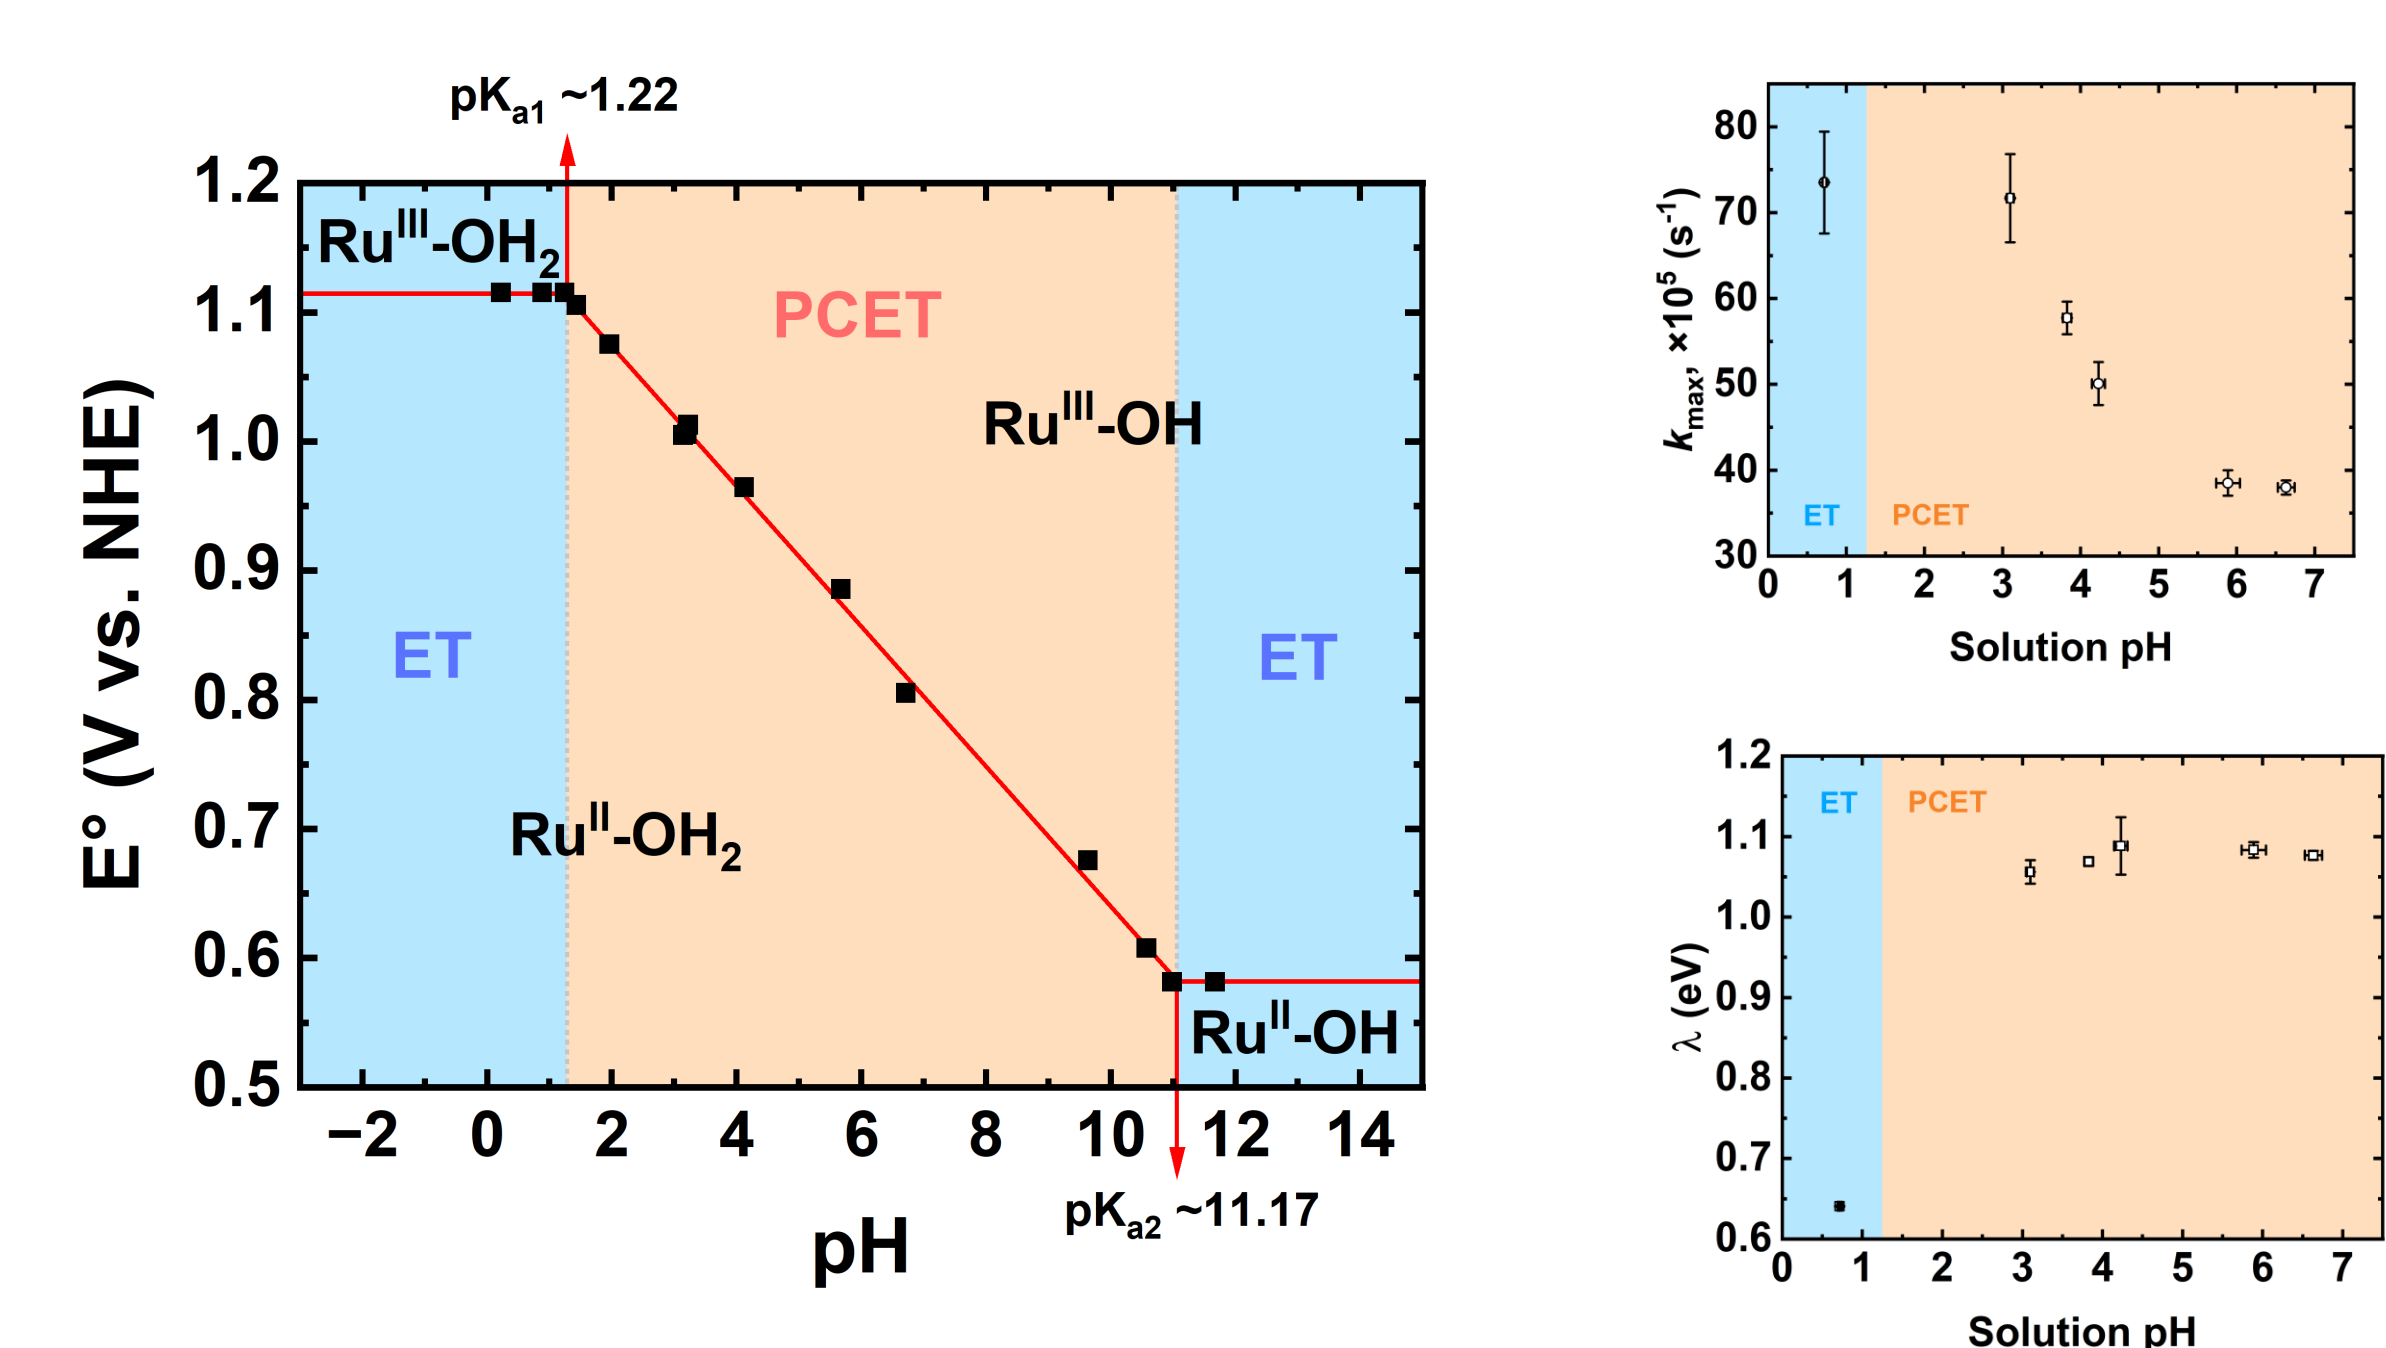 pKa1 ~1.22
1.2
1.1
1.0
0.9
0.8
0.7
0.6
0.5
E° (V vs. NHE)
RuIII-OH2
PCET
RuIII-OH
ET
ET
RuII-OH2
RuII-OH
−2 0 2 4 6 8 10 12 14
pKa2 ~11.17
pH
80
70
60
50
40
30
kmax, ×10⁵ (s⁻¹)
ET PCET
0 1 2 3 4 5 6 7
Solution pH
1.2
1.1
1.0
0.9
0.8
0.7
0.6
λ (eV)
ET PCET
0 1 2 3 4 5 6 7
Solution pH